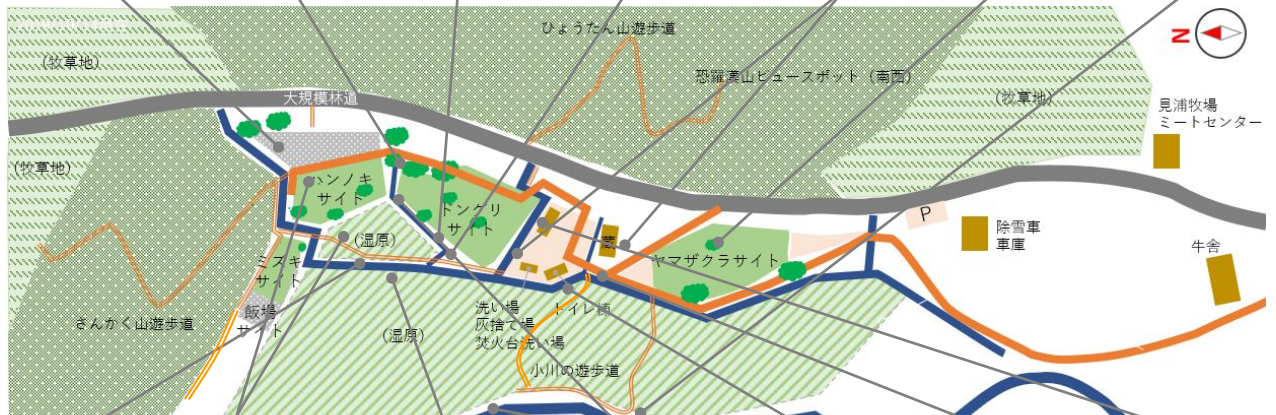 ひょうたん山遊歩道
N
(牧草地)
恐羅漢山ビュースポット（南西）
(牧草地)
大規模林道
見浦牧場
ミートセンター
(牧草地)
ハンノキ
サイト
ドングリ
サイト
P
(湿原)
蔵
除雪車
車庫
牛舎
ミズキ
サイト
ヤマザクラサイト
飯場
サイト
さんかく山遊歩道
(湿原)
洗い場
灰捨て場
焚火台洗い場
トイレ棟
小川の遊歩道